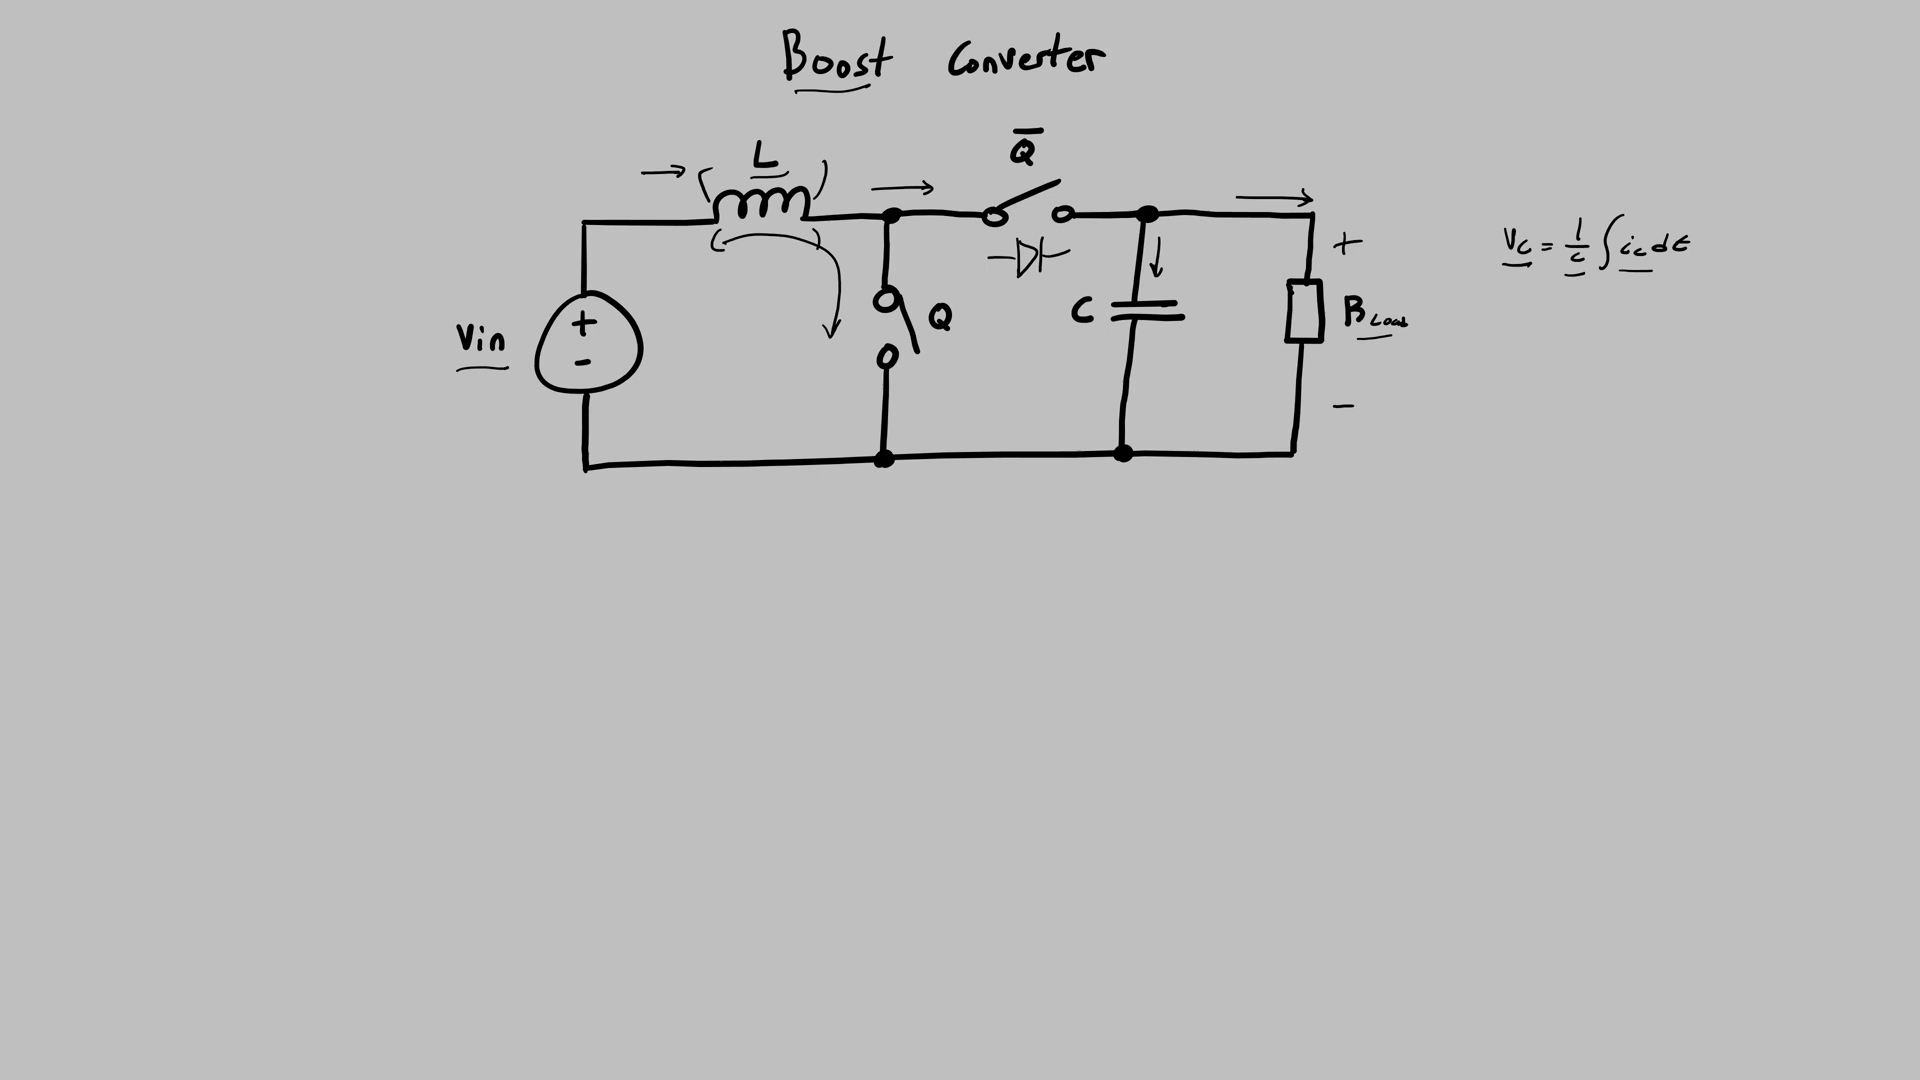 Boost Converter
L
Q̅
Vin
+
-
Q
C
+
R Load
-
Vc = 1/c ∫ ic dt